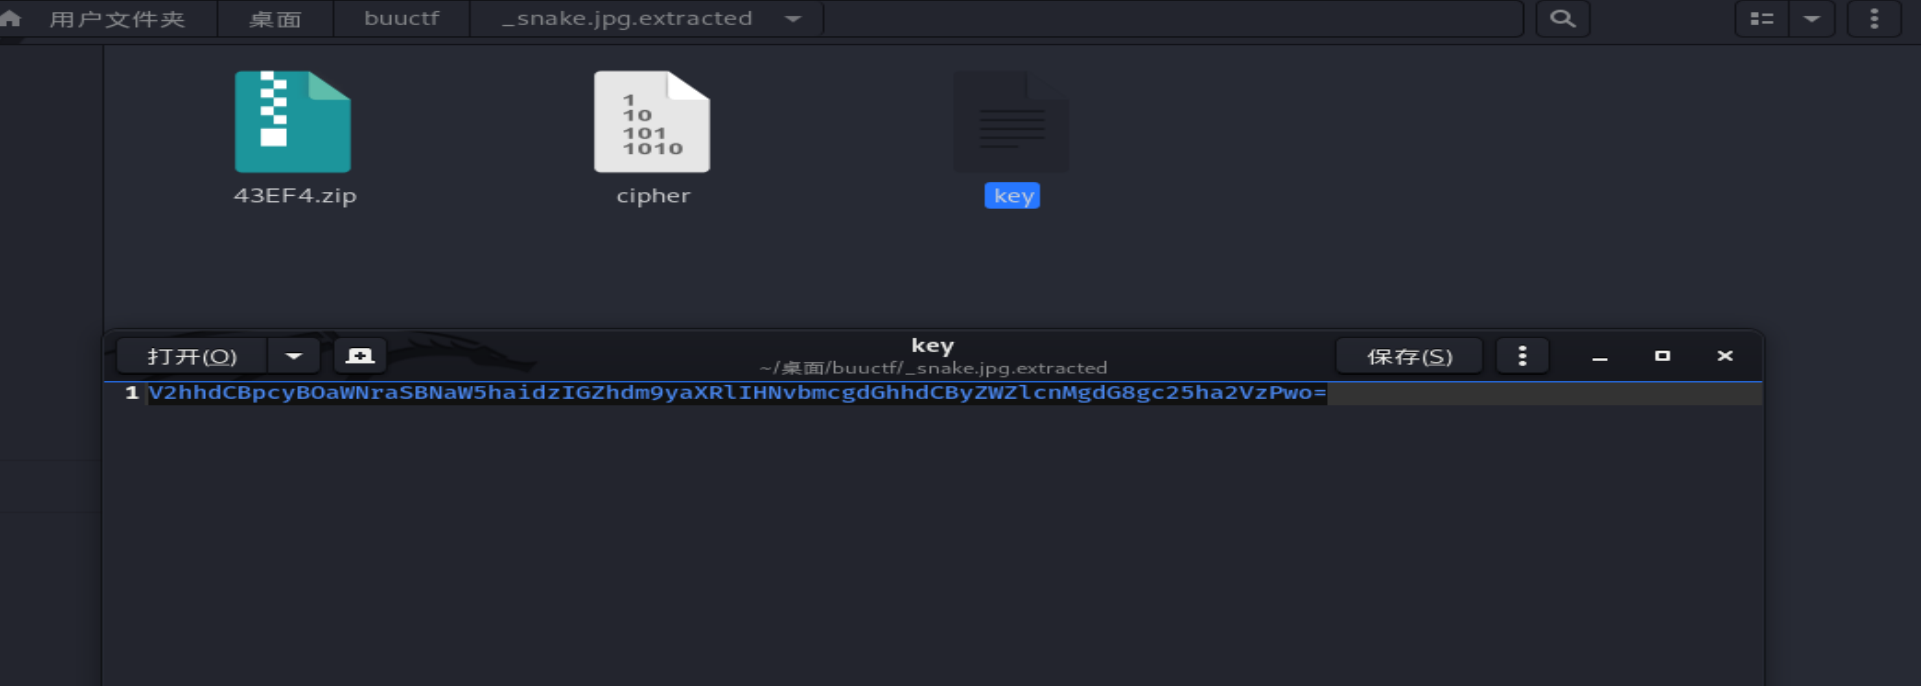 用户文件夹 桌面 buuctf _snake.jpg.extracted
1
10
101
1010
43EF4.zip cipher key
打开(O) key 保存(S)
~/桌面/buuctf/_snake.jpg.extracted
1 V2hhdCBpcyBOaWNraSBNaW5haidzIGZhdm9yaXRlIHNvbmcgdGhhdCByZWZlcnMgdG8gc25ha2VzPwo=